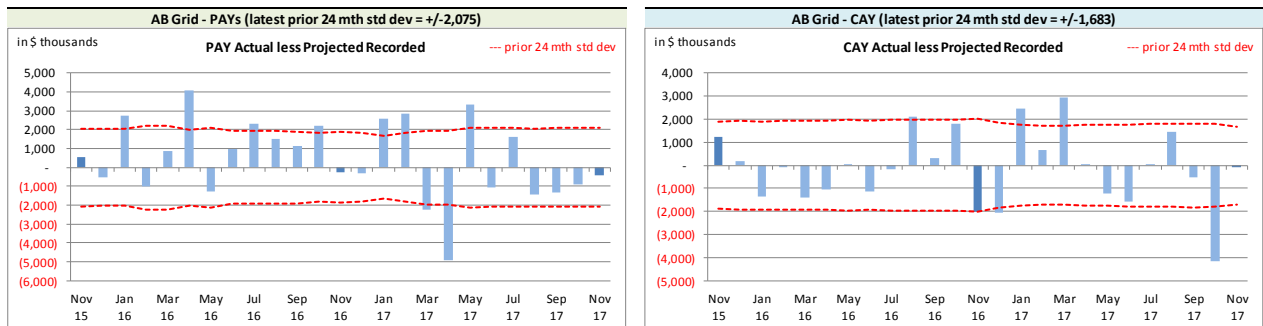 AB Grid - PAYs (latest prior 24 mth std dev = +/-2,075)
in $ thousands
PAY Actual less Projected Recorded
--- prior 24 mth std dev
5,000
4,000
3,000
2,000
1,000
-
(1,000)
(2,000)
(3,000)
(4,000)
(5,000)
(6,000)
Nov Jan Mar May Jul Sep Nov Jan Mar May Jul Sep Nov
15 16 16 16 16 16 16 17 17 17 17 17 17
AB Grid - CAY (latest prior 24 mth std dev = +/-1,683)
in $ thousands
CAY Actual less Projected Recorded
--- prior 24 mth std dev
4,000
3,000
2,000
1,000
-
(1,000)
(2,000)
(3,000)
(4,000)
(5,000)
Nov Jan Mar May Jul Sep Nov Jan Mar May Jul Sep Nov
15 16 16 16 16 16 16 17 17 17 17 17 17